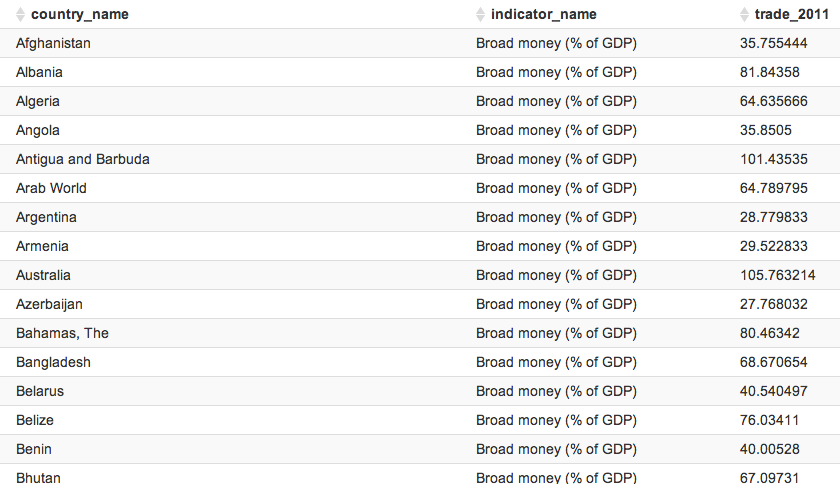 country_name indicator_name trade_2011
Afghanistan Broad money (% of GDP) 35.755444
Albania Broad money (% of GDP) 81.84358
Algeria Broad money (% of GDP) 64.635666
Angola Broad money (% of GDP) 35.8505
Antigua and Barbuda Broad money (% of GDP) 101.43535
Arab World Broad money (% of GDP) 64.789795
Argentina Broad money (% of GDP) 28.779833
Armenia Broad money (% of GDP) 29.522833
Australia Broad money (% of GDP) 105.763214
Azerbaijan Broad money (% of GDP) 27.768032
Bahamas, The Broad money (% of GDP) 80.46342
Bangladesh Broad money (% of GDP) 68.670654
Belarus Broad money (% of GDP) 40.540497
Belize Broad money (% of GDP) 76.03411
Benin Broad money (% of GDP) 40.00528
Bhutan Broad money (% of GDP) 67.09731